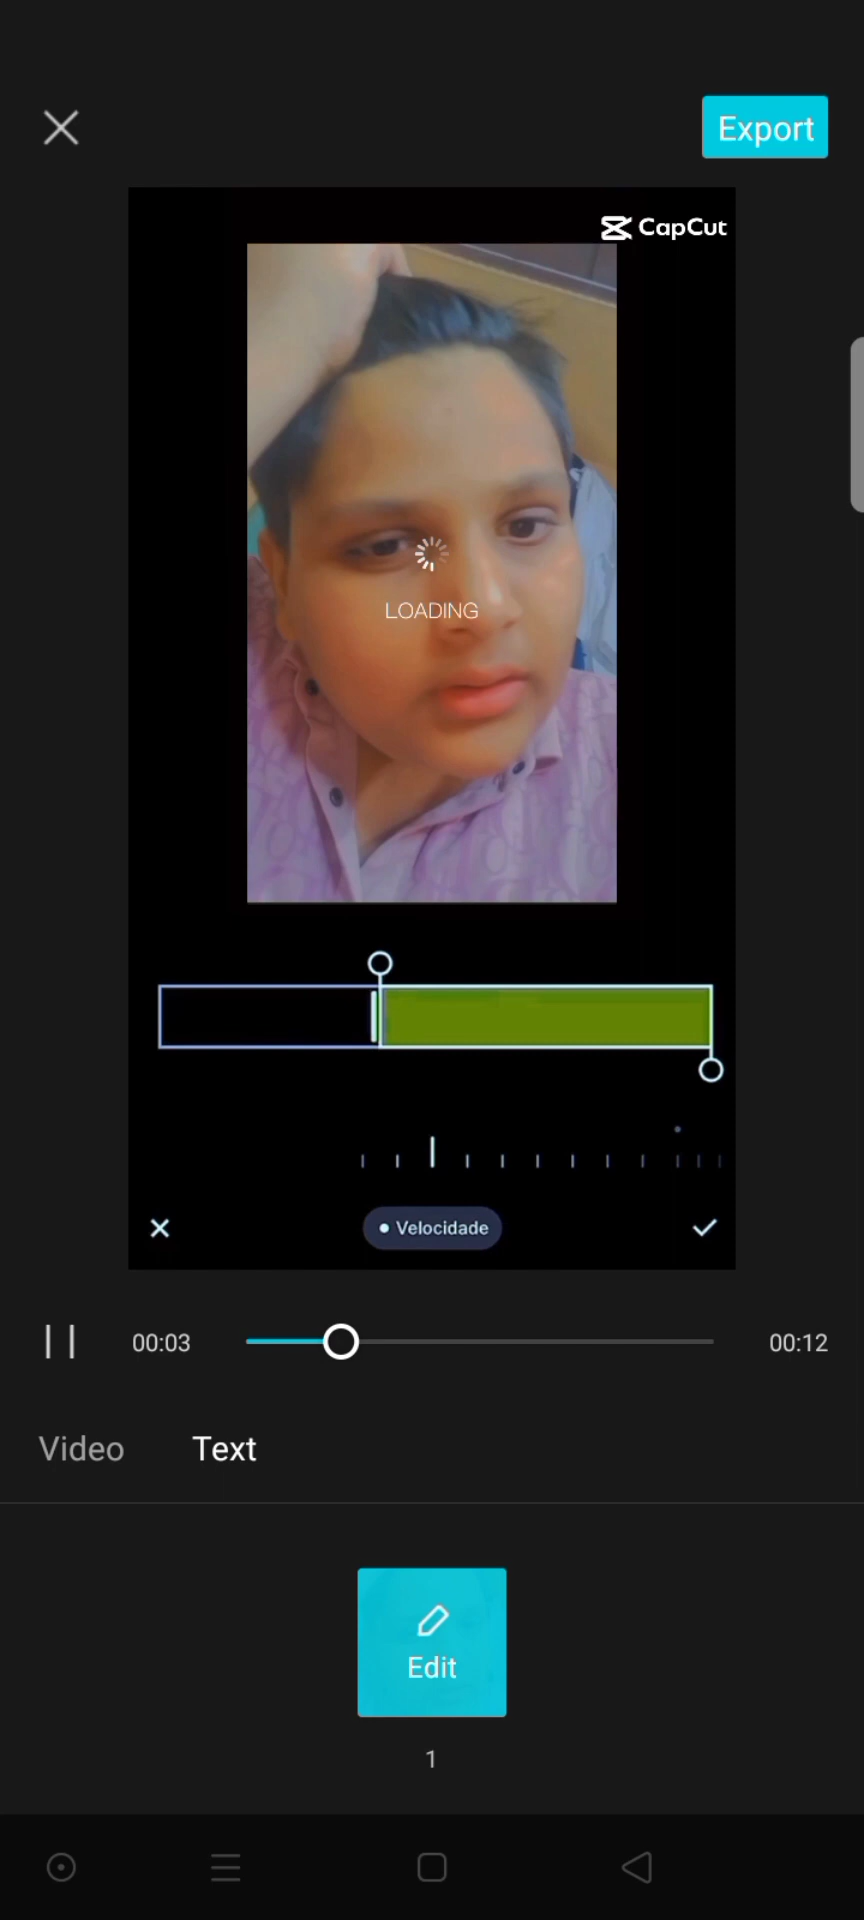 Export
CapCut
LOADING
Velocidade
00:03
00:12
Video
Text
Edit
1